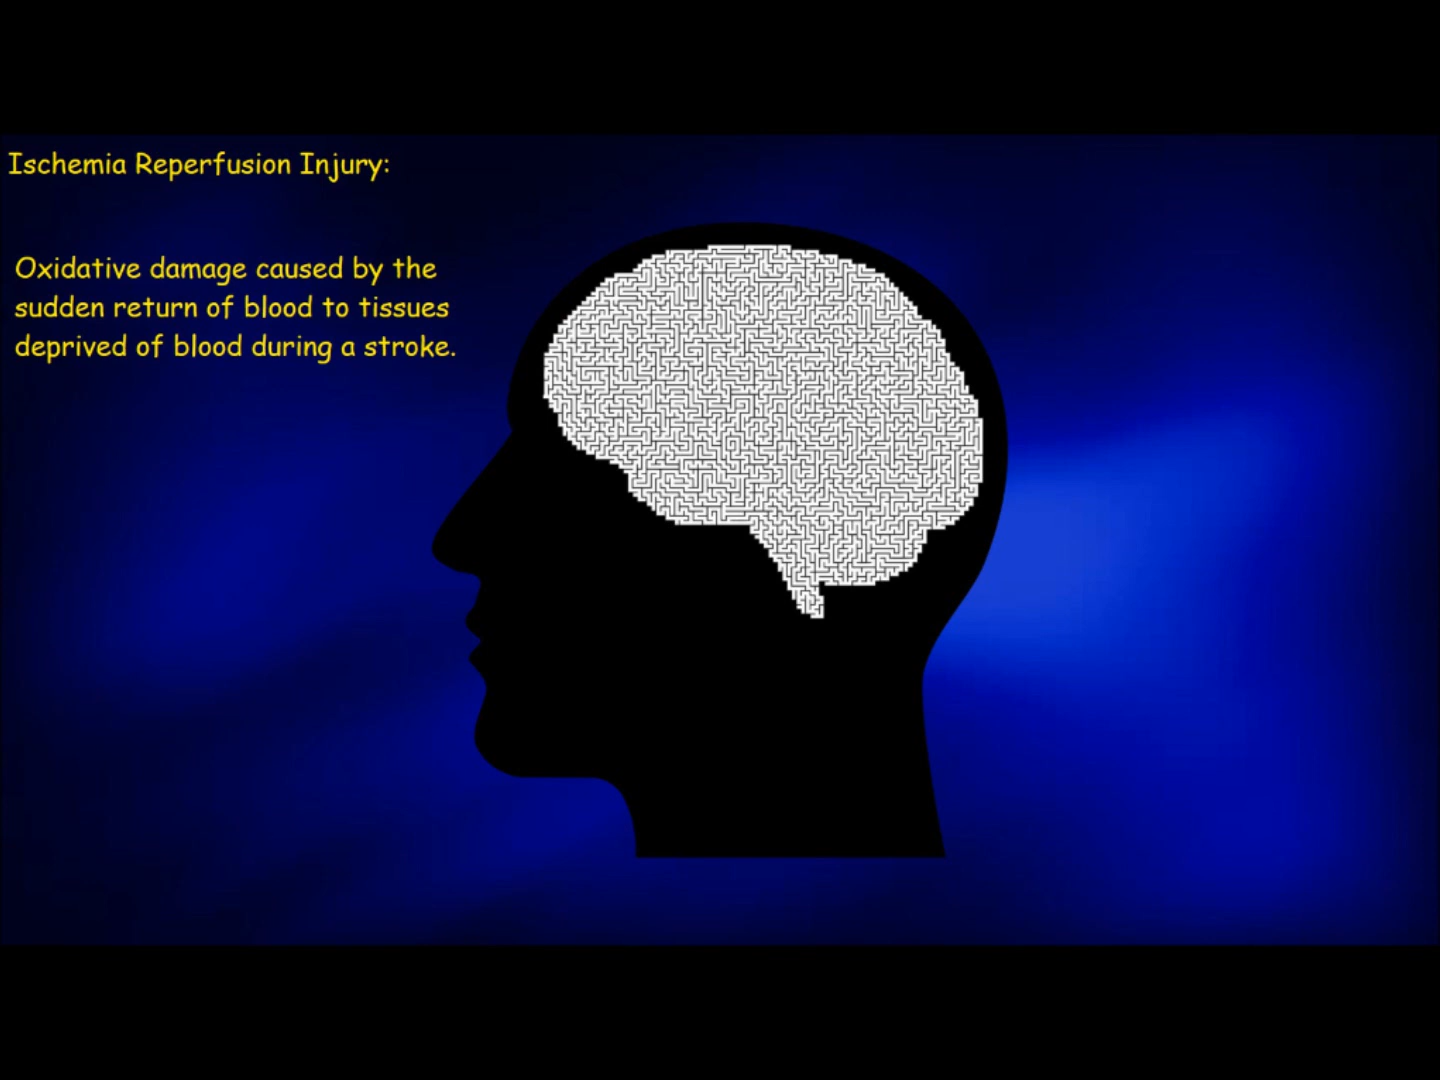 Ischemia Reperfusion Injury:
Oxidative damage caused by the
sudden return of blood to tissues
deprived of blood during a stroke.